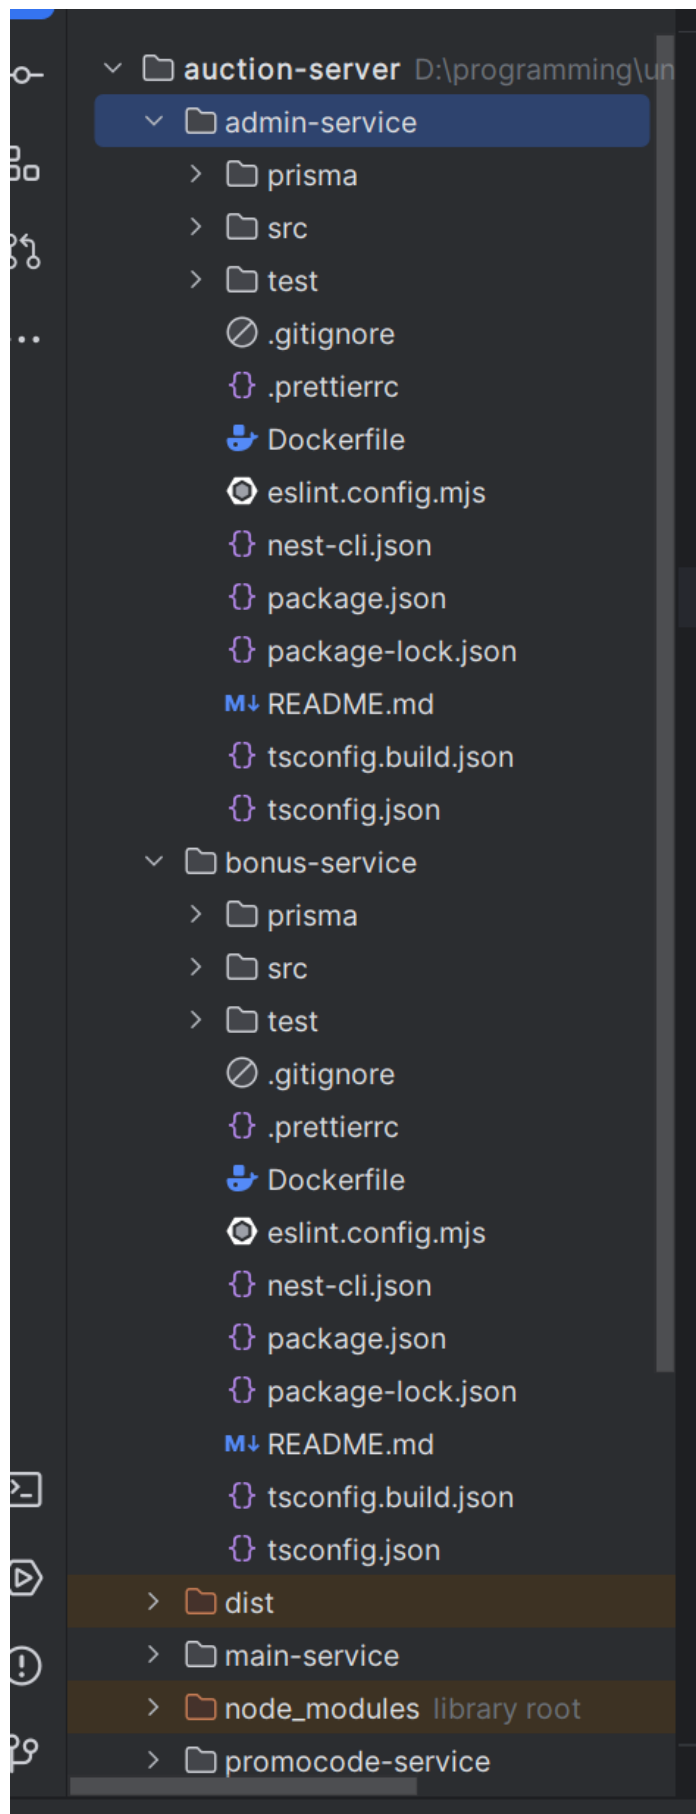 auction-server D:\programming\un
admin-service
prisma
src
test
.gitignore
{} .prettierrc
Dockerfile
eslint.config.mjs
{} nest-cli.json
{} package.json
{} package-lock.json
M↓ README.md
{} tsconfig.build.json
{} tsconfig.json
bonus-service
prisma
src
test
.gitignore
{} .prettierrc
Dockerfile
eslint.config.mjs
{} nest-cli.json
{} package.json
{} package-lock.json
M↓ README.md
{} tsconfig.build.json
{} tsconfig.json
dist
main-service
node_modules library root
promocode-service